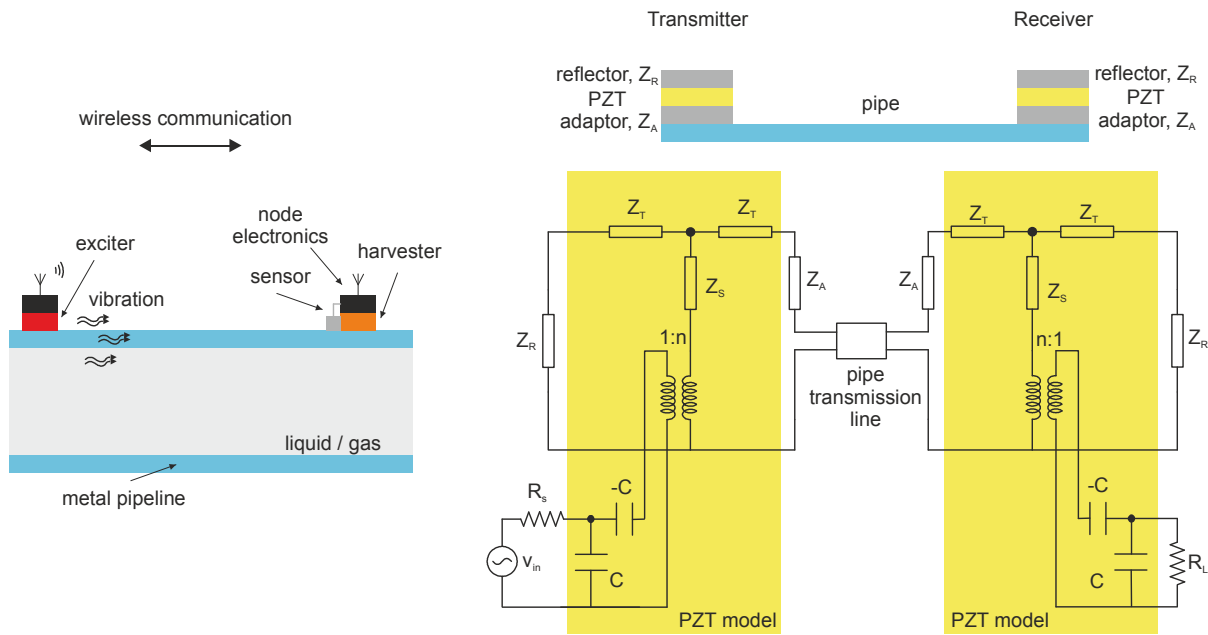 wireless communication
exciter
vibration
node
electronics
sensor
harvester
liquid / gas
metal pipeline
Transmitter
Receiver
reflector, Z_R
PZT
adaptor, Z_A
pipe
reflector, Z_R
PZT
adaptor, Z_A
Z_T
Z_T
Z_S
Z_A
Z_R
1:n
-C
C
R_s
v_in
PZT model
pipe
transmission
line
Z_T
Z_T
Z_A
Z_S
Z_R
n:1
-C
C
R_L
PZT model